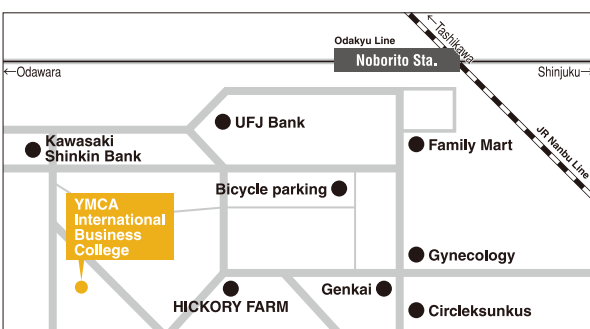 Odakyu Line
←Tashikawa
Noborito Sta.
←Odawara
Shinjuku→
JR Nanbu Line
UFJ Bank
Kawasaki
Shinkin Bank
Family Mart
Bicycle parking
YMCA
International
Business
College
Gynecology
Genkai
HICKORY FARM
Circleksunkus